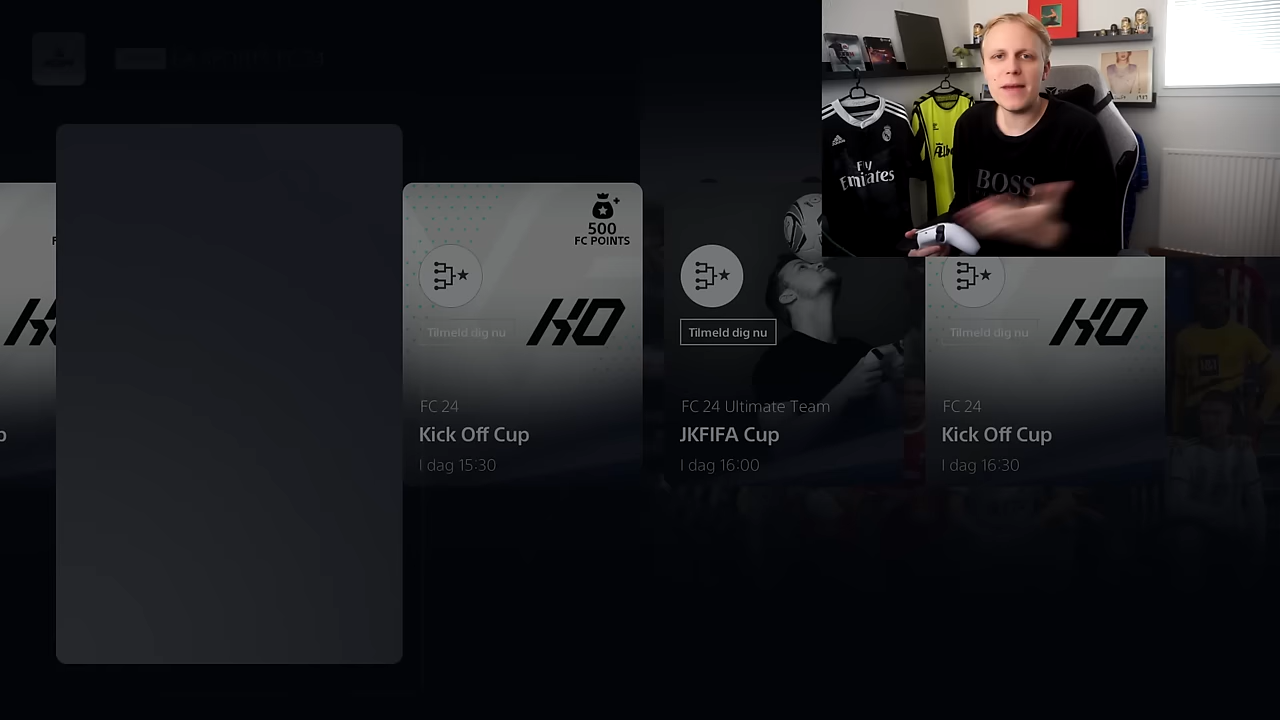 500
FC POINTS
KO
Tilmeld dig nu
FC 24
Kick Off Cup
I dag 15:30
Tilmeld dig nu
FC 24 Ultimate Team
JKFIFA Cup
I dag 16:00
KO
Tilmeld dig nu
FC 24
Kick Off Cup
I dag 16:30
Fly
Emirates
BOSS